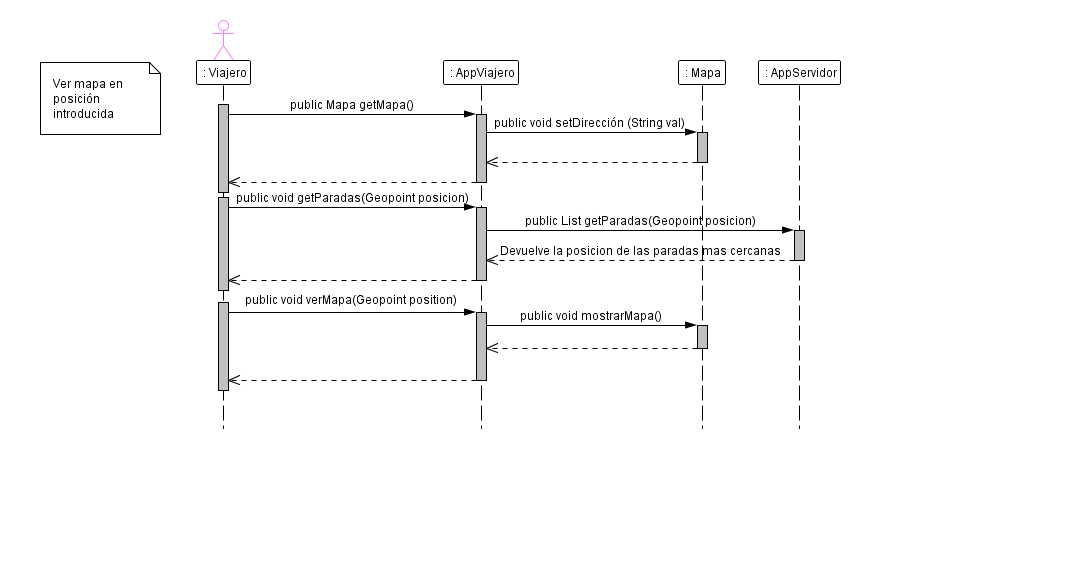 Ver mapa en
posición
introducida
: Viajero
: AppViajero
: Mapa
: AppServidor
public Mapa getMapa()
public void setDirección (String val)
public void getParadas(Geopoint posicion)
public List getParadas(Geopoint posicion)
Devuelve la posicion de las paradas mas cercanas
public void verMapa(Geopoint position)
public void mostrarMapa()